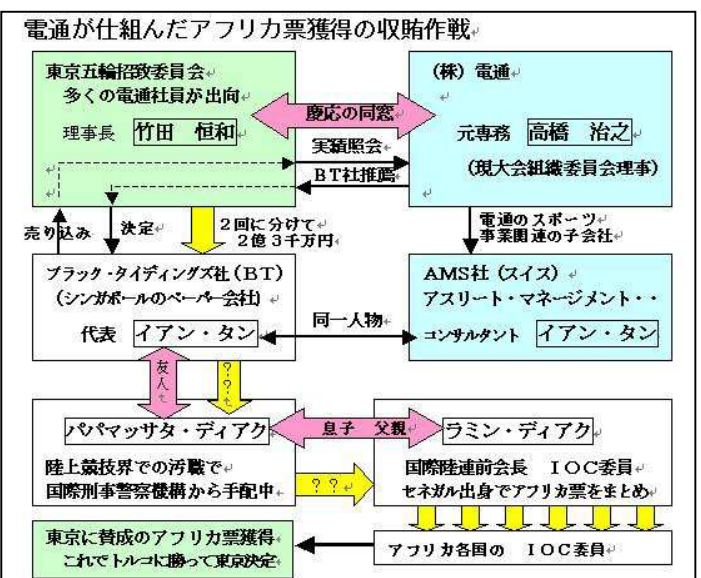 電通が仕組んだアフリカ票獲得の収賄作戦
東京五輪招致委員会
多くの電通社員が出向
理事長 竹田 恒和
(株)電通
元専務 高橋 治之
(現大会組織委員会理事)
慶応の同窓
実績照会
BT社推薦
売り込み
決定
2回に分けて
2億3千万円
電通のスポーツ
事業関連の子会社
ブラック・タイディングズ社(BT)
(シンガポールのペーパー会社)
代表 イアン・タン
同一人物
AMS社(スイス)
アスリート・マネージメント・・
コンサルタント イアン・タン
友人
??
パパマッサタ・ディアク
陸上競技界での汚職で
国際刑事警察機構から手配中
息子 父親
??
ラミン・ディアク
国際陸連前会長 IOC委員
セネガル出身でアフリカ票をまとめ
東京に賛成のアフリカ票獲得
これでトルコに勝って東京決定
アフリカ各国の IOC委員